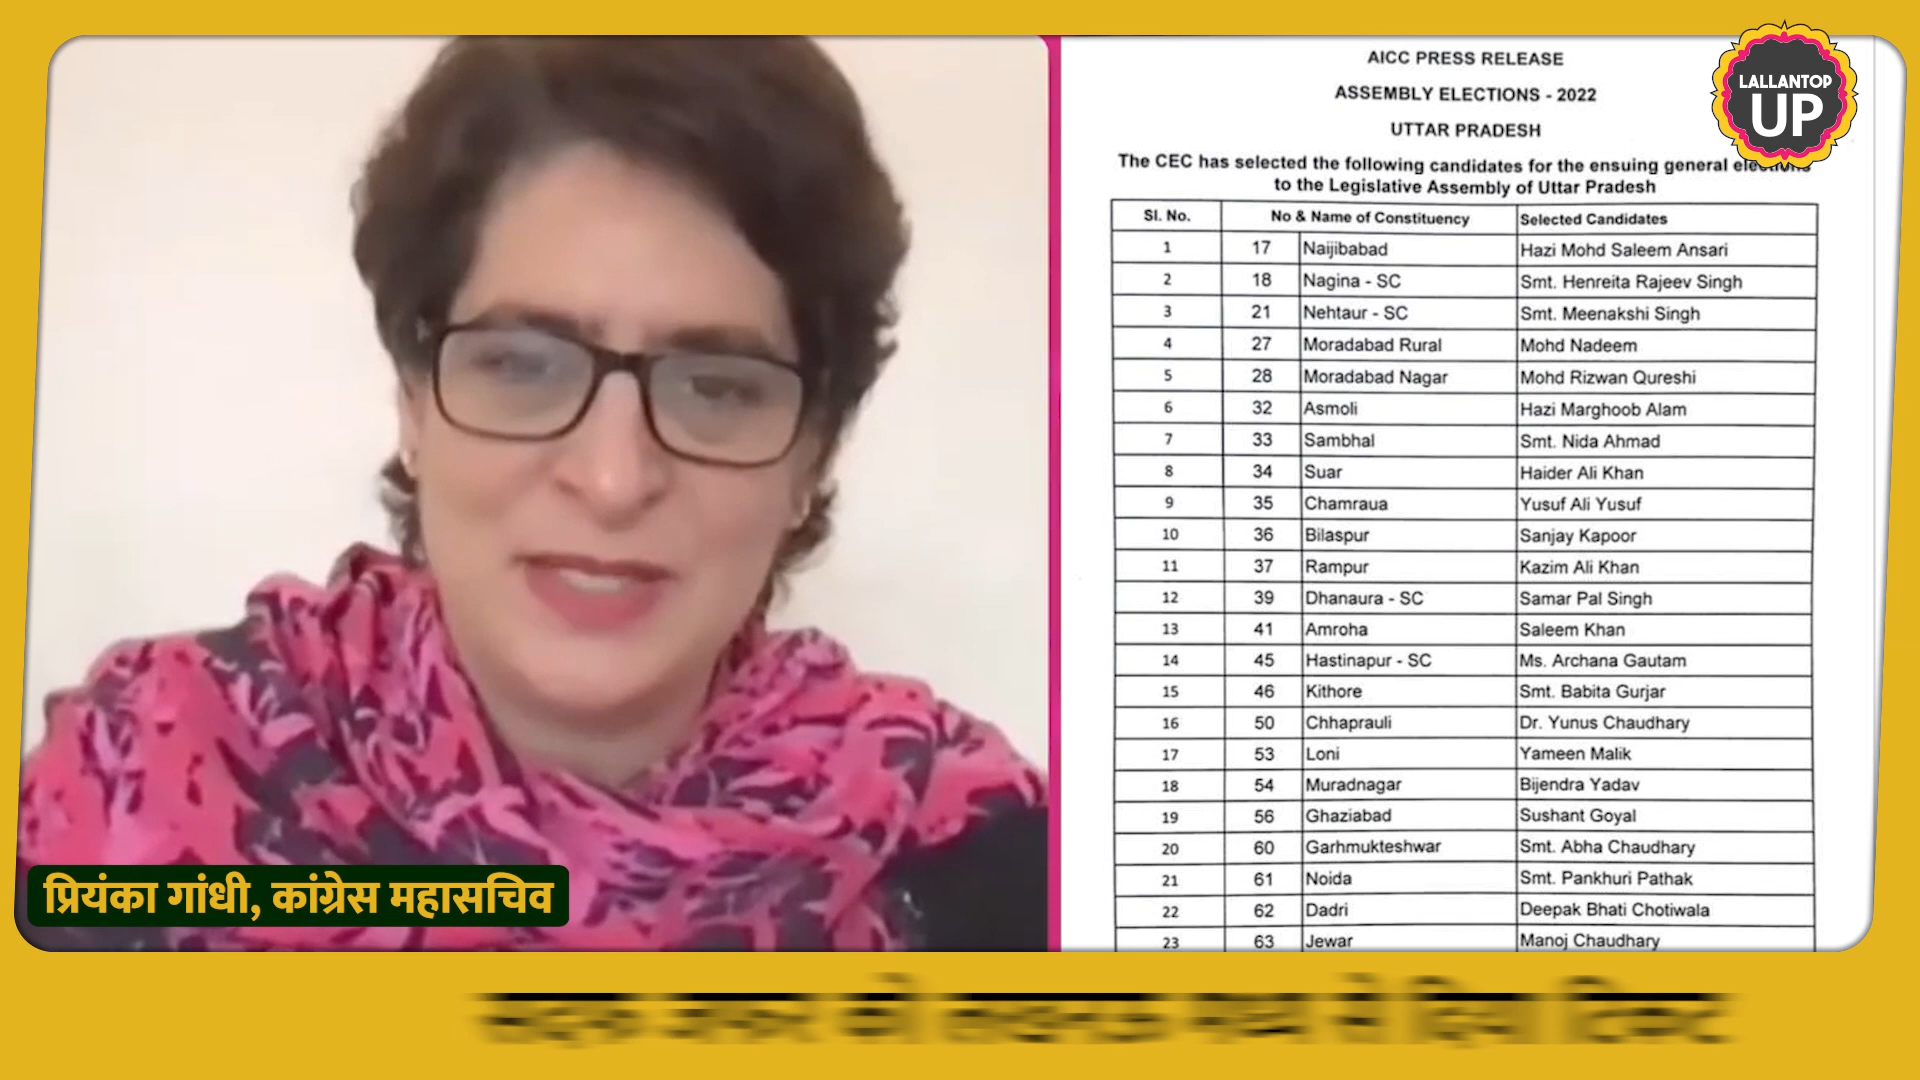 प्रियंका गांधी, कांग्रेस महासचिव
LALLANTOP
UP
AICC PRESS RELEASE
ASSEMBLY ELECTIONS - 2022
UTTAR PRADESH
The CEC has selected the following candidates for the ensuing general elections
to the Legislative Assembly of Uttar Pradesh
Sl. No. No & Name of Constituency Selected Candidates
1 17 Naijibabad Hazi Mohd Saleem Ansari
2 18 Nagina - SC Smt. Henreita Rajeev Singh
3 21 Nehtaur - SC Smt. Meenakshi Singh
4 27 Moradabad Rural Mohd Nadeem
5 28 Moradabad Nagar Mohd Rizwan Qureshi
6 32 Asmoli Hazi Marghoob Alam
7 33 Sambhal Smt. Nida Ahmad
8 34 Suar Haider Ali Khan
9 35 Chamraua Yusuf Ali Yusuf
10 36 Bilaspur Sanjay Kapoor
11 37 Rampur Kazim Ali Khan
12 39 Dhanaura - SC Samar Pal Singh
13 41 Amroha Saleem Khan
14 45 Hastinapur - SC Ms. Archana Gautam
15 46 Kithore Smt. Babita Gurjar
16 50 Chhaprauli Dr. Yunus Chaudhary
17 53 Loni Yameen Malik
18 54 Muradnagar Bijendra Yadav
19 56 Ghaziabad Sushant Goyal
20 60 Garhmukteshwar Smt. Abha Chaudhary
21 61 Noida Smt. Pankhuri Pathak
22 62 Dadri Deepak Bhati Chotiwala
23 63 Jewar Manoj Chaudhary